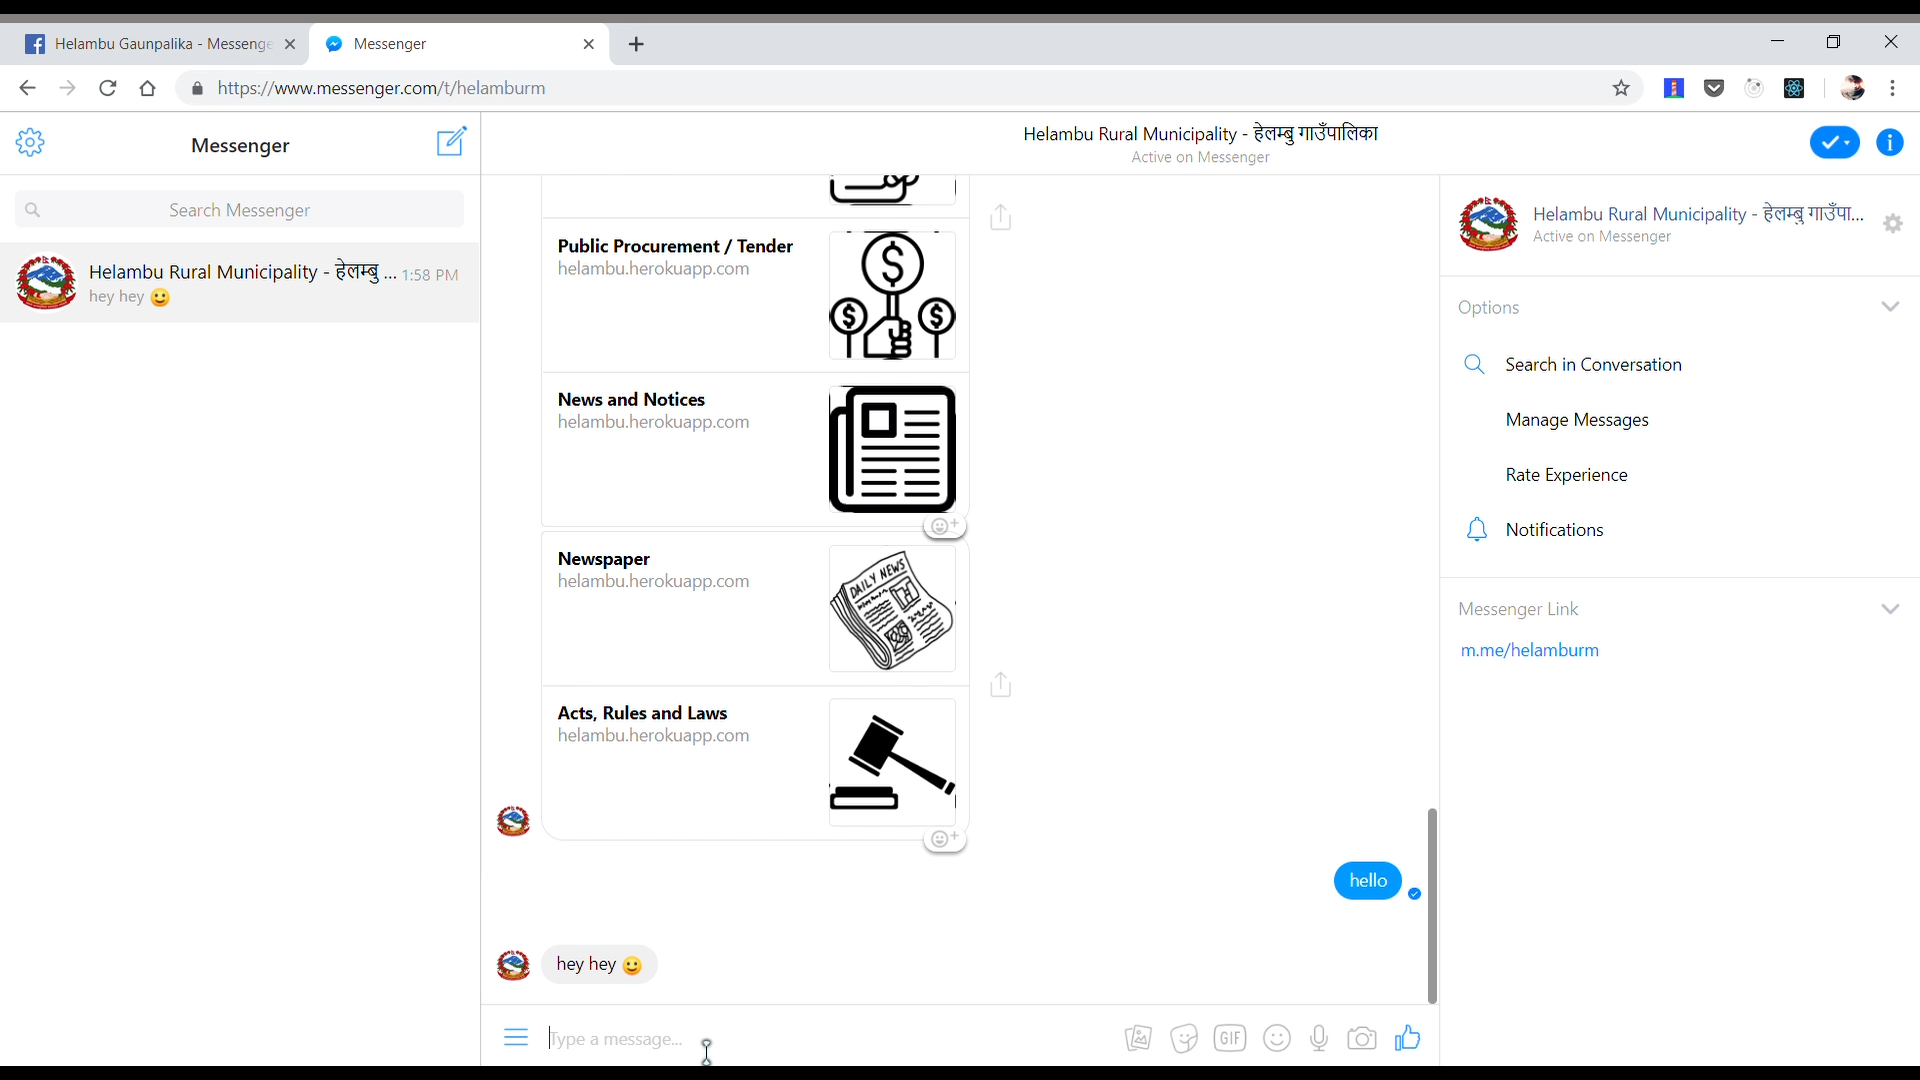 Helambu Gaunpalika - Messenge
Messenger
https://www.messenger.com/t/helamburm
Messenger
Search Messenger
Helambu Rural Municipality - हेलम्बु ... 1:58 PM
hey hey 🙂
Helambu Rural Municipality - हेलम्बु गाउँपालिका
Active on Messenger
Public Procurement / Tender
helambu.herokuapp.com
News and Notices
helambu.herokuapp.com
Newspaper
helambu.herokuapp.com
DAILY NEWS
Acts, Rules and Laws
helambu.herokuapp.com
hello
hey hey 🙂
Type a message...
GIF
Helambu Rural Municipality - हेलम्बु गाउँपा...
Active on Messenger
Options
Search in Conversation
Manage Messages
Rate Experience
Notifications
Messenger Link
m.me/helamburm